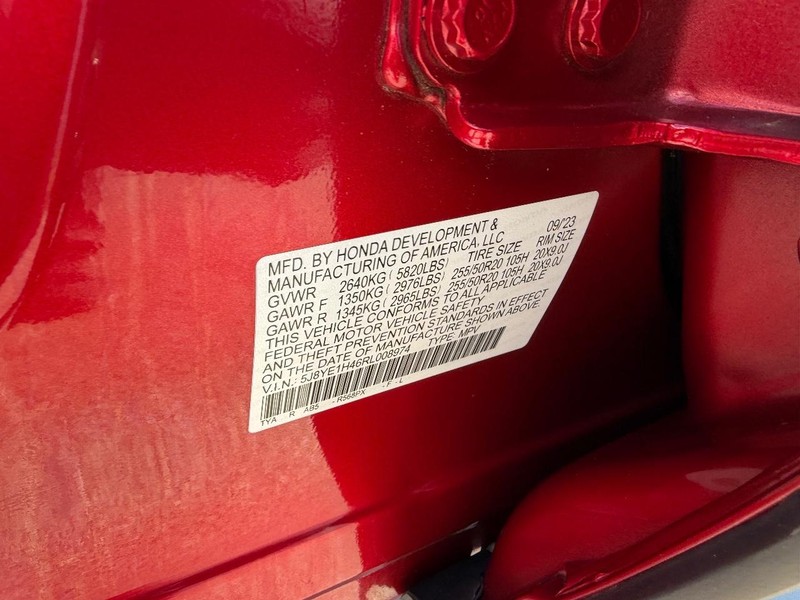 MFD. BY HONDA DEVELOPMENT & 09/'23
MANUFACTURING OF AMERICA, LLC
GVWR 2640KG ( 5820LBS) TIRE SIZE RIM SIZE
GAWR F 1350KG ( 2976LBS) 255/50R20 105H 20X9.0J
GAWR R 1345KG ( 2965LBS) 255/50R20 105H 20X9.0J
THIS VEHICLE CONFORMS TO ALL APPLICABLE
FEDERAL MOTOR VEHICLE SAFETY
AND THEFT PREVENTION STANDARDS IN EFFECT
ON THE DATE OF MANUFACTURE SHOWN ABOVE.
V.I.N.: 5J8YE1H46RL008974 TYPE: MPV
TYA R AB5 - R568PX - F - L